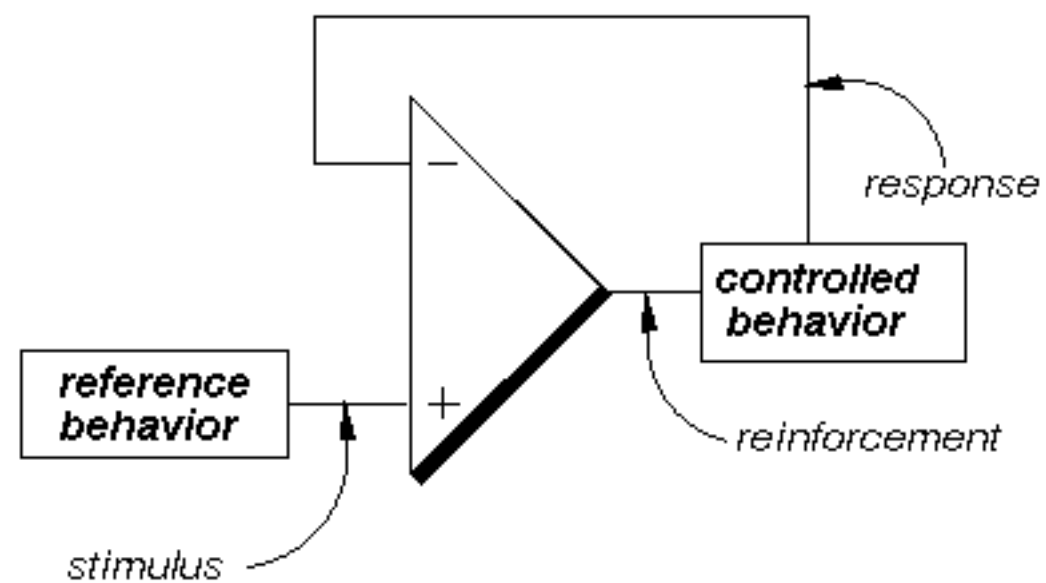 −
response
controlled
behavior
reference
behavior
+
reinforcement
stimulus